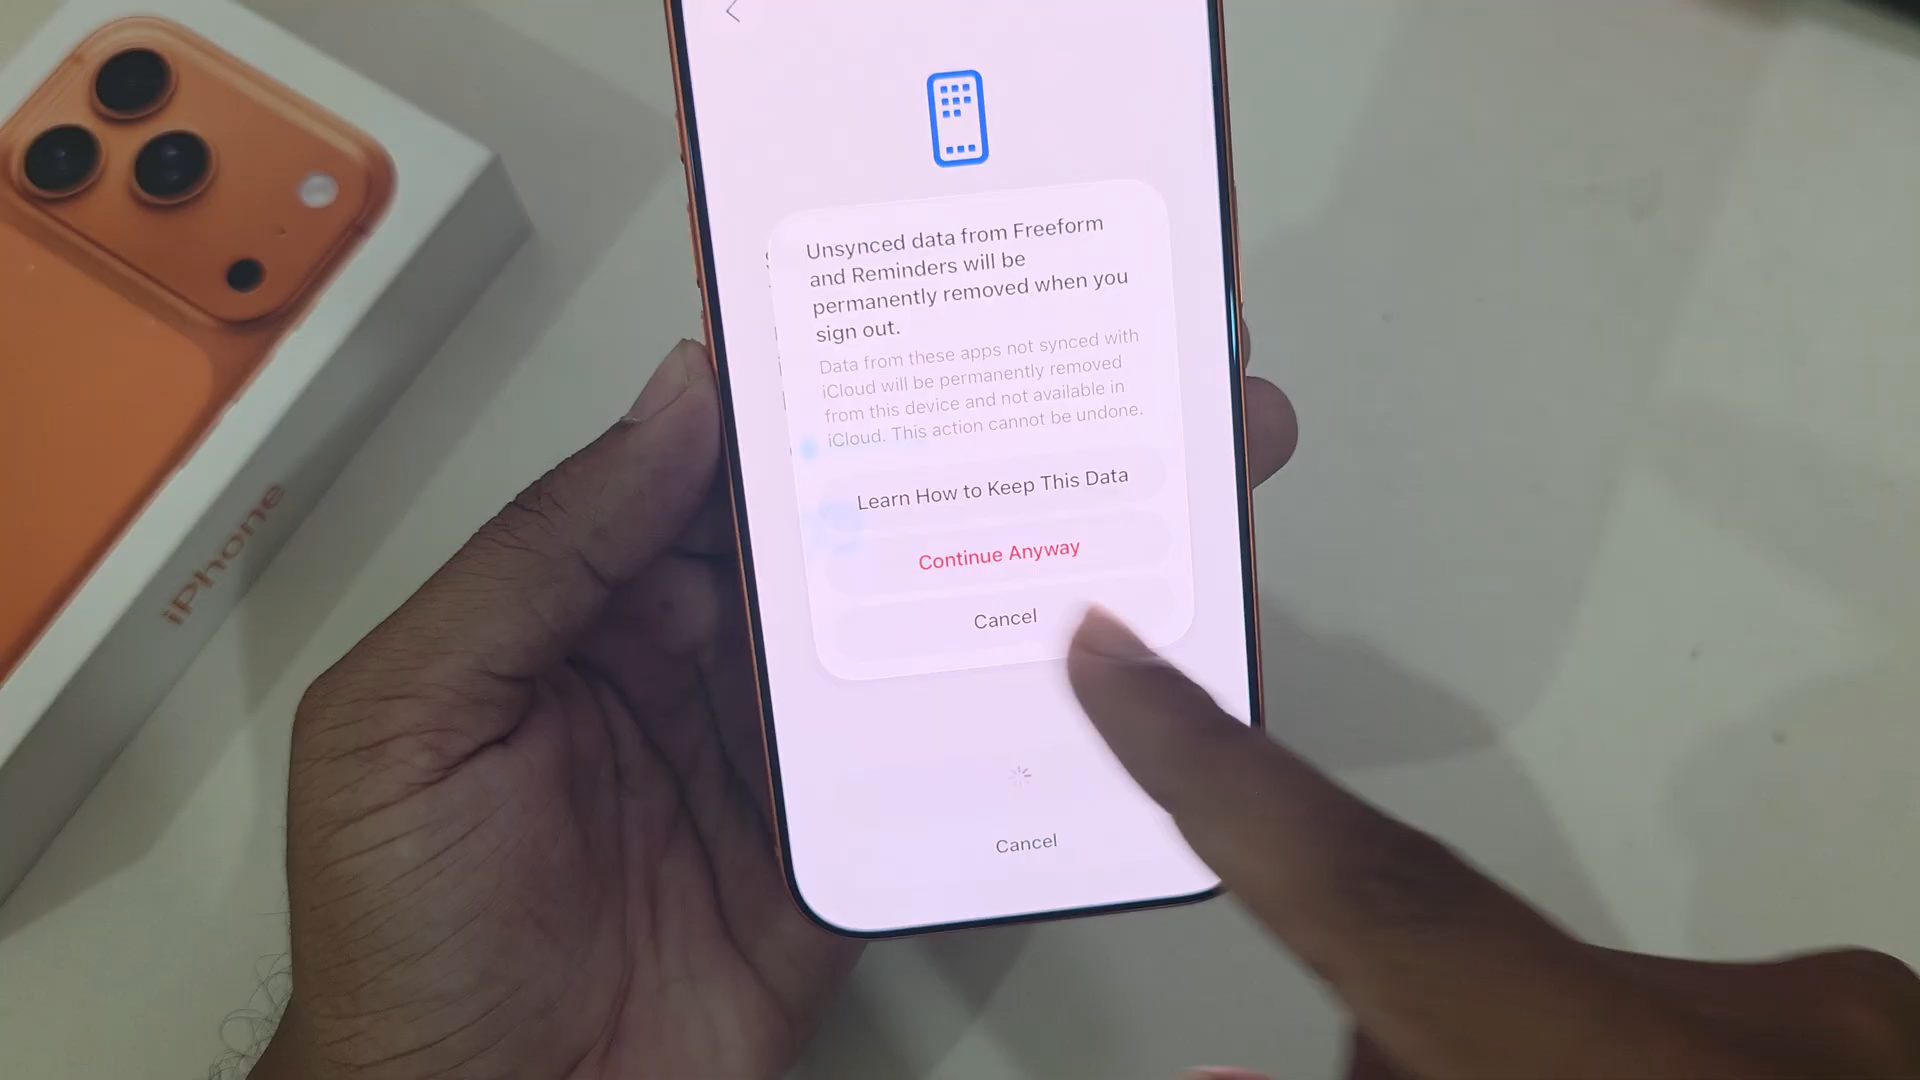 Unsynced data from Freeform
and Reminders will be
permanently removed when you
sign out.
Data from these apps not synced with
iCloud will be permanently removed
from this device and not available in
iCloud. This action cannot be undone.
Learn How to Keep This Data
Continue Anyway
Cancel
Cancel
iPhone